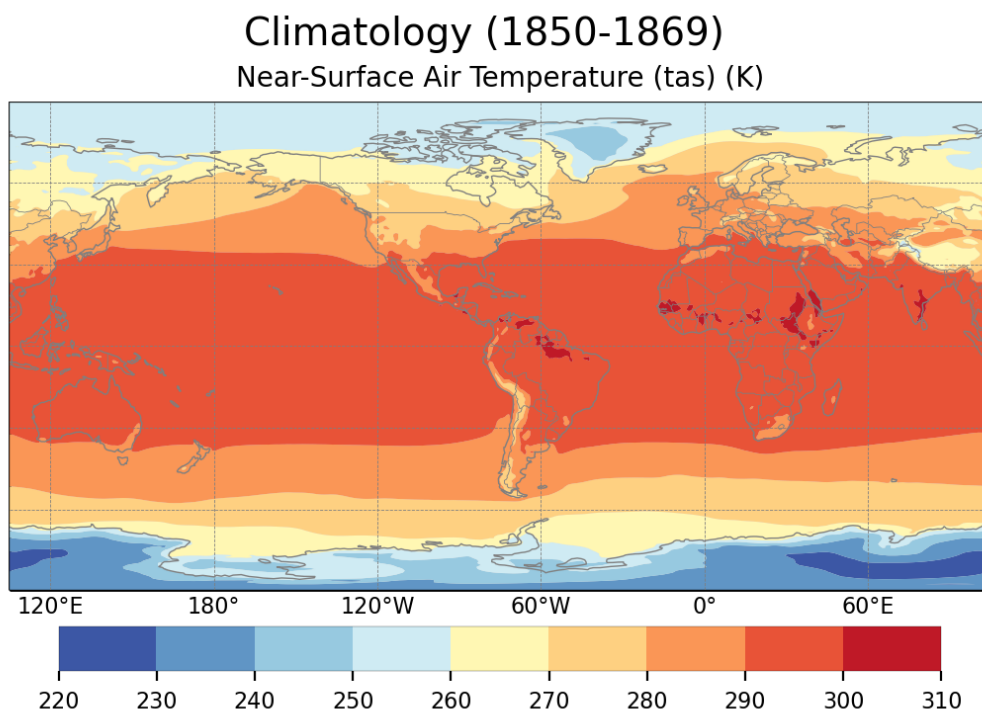 Climatology (1850-1869)
Near-Surface Air Temperature (tas) (K)
120°E 180° 120°W 60°W 0° 60°E
220 230 240 250 260 270 280 290 300 310